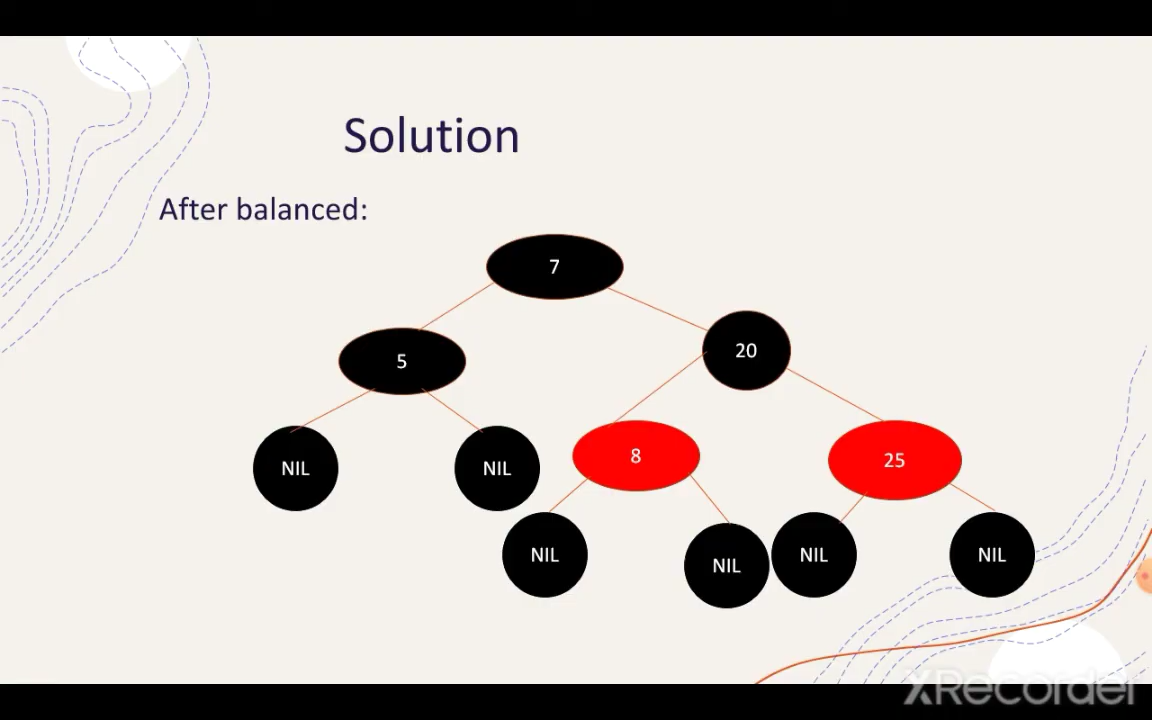 Solution
After balanced:
7
5
20
NIL
NIL
8
25
NIL
NIL
NIL
NIL
XRecorder